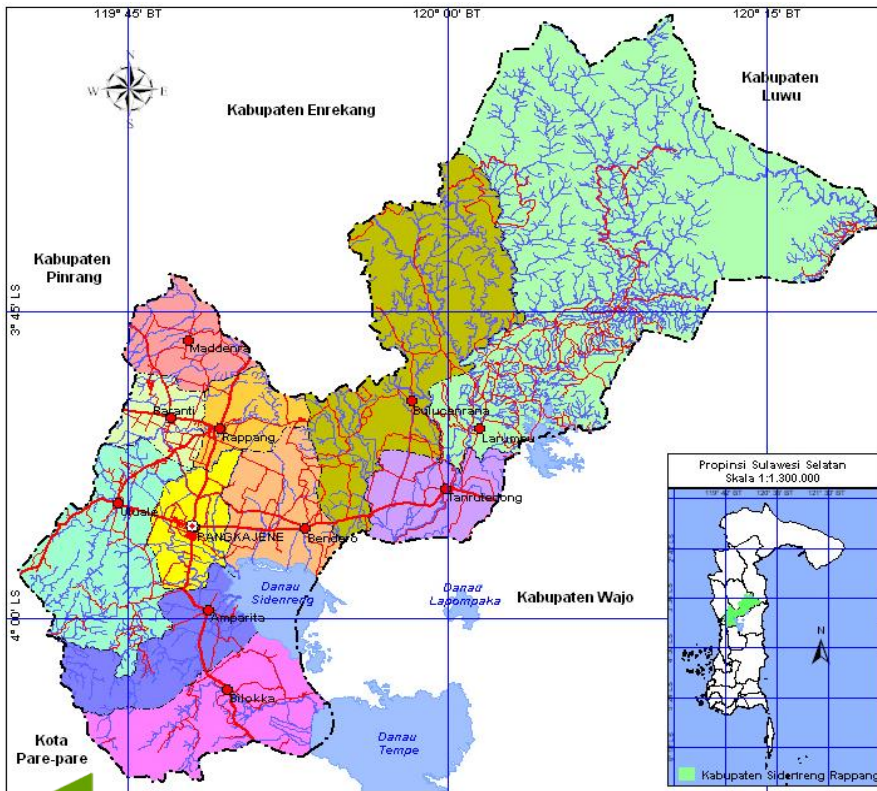 119° 45' BT
120° 00' BT
120° 15' BT
N
W
E
S
Kabupaten Enrekang
Kabupaten
Luwu
Kabupaten
Pinrang
3° 45' LS
Maddenra
Baranti
Rappang
Bulucenrana
Lanumpu
Tanrutedong
Uluale
PANGKAJENE
Bendoro
Danau
Sidenreng
Danau
Lapompaka
Kabupaten Wajo
4° 00' LS
Amparita
Bilokka
Danau
Tempe
Kota
Pare-pare
Propinsi Sulawesi Selatan
Skala 1:1.300.000
N
Kabupaten Sidenreng Rappang